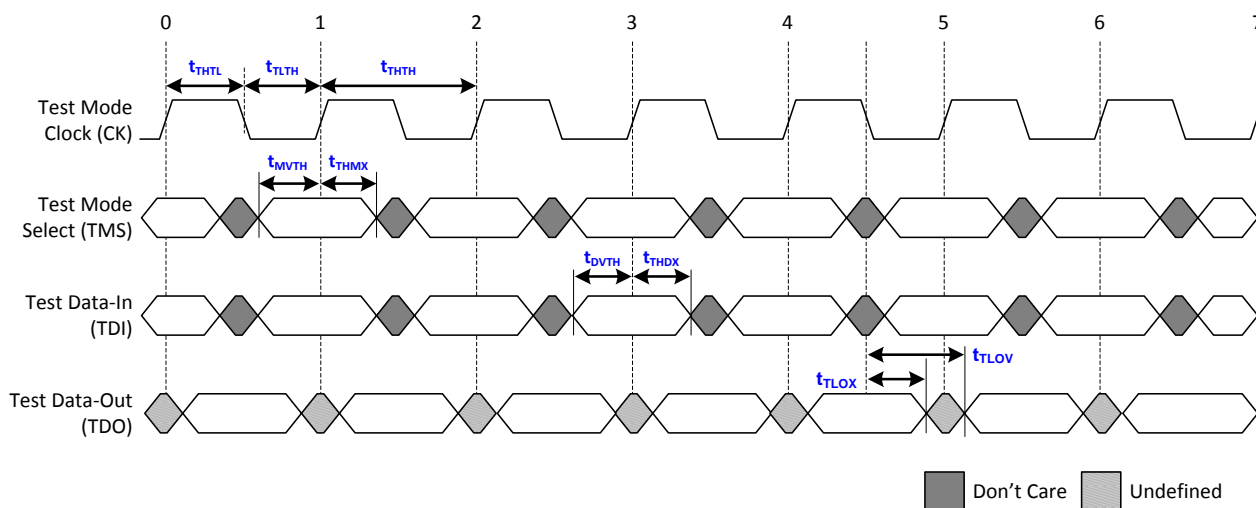 0 1 2 3 4 5 6 7
tTHTL tTLTH tTHTH
Test Mode
Clock (CK)
tMVTH tTHMX
Test Mode
Select (TMS)
tDVTH tTHDX
Test Data-In
(TDI)
tTLOV
tTLOX
Test Data-Out
(TDO)
Don't Care Undefined